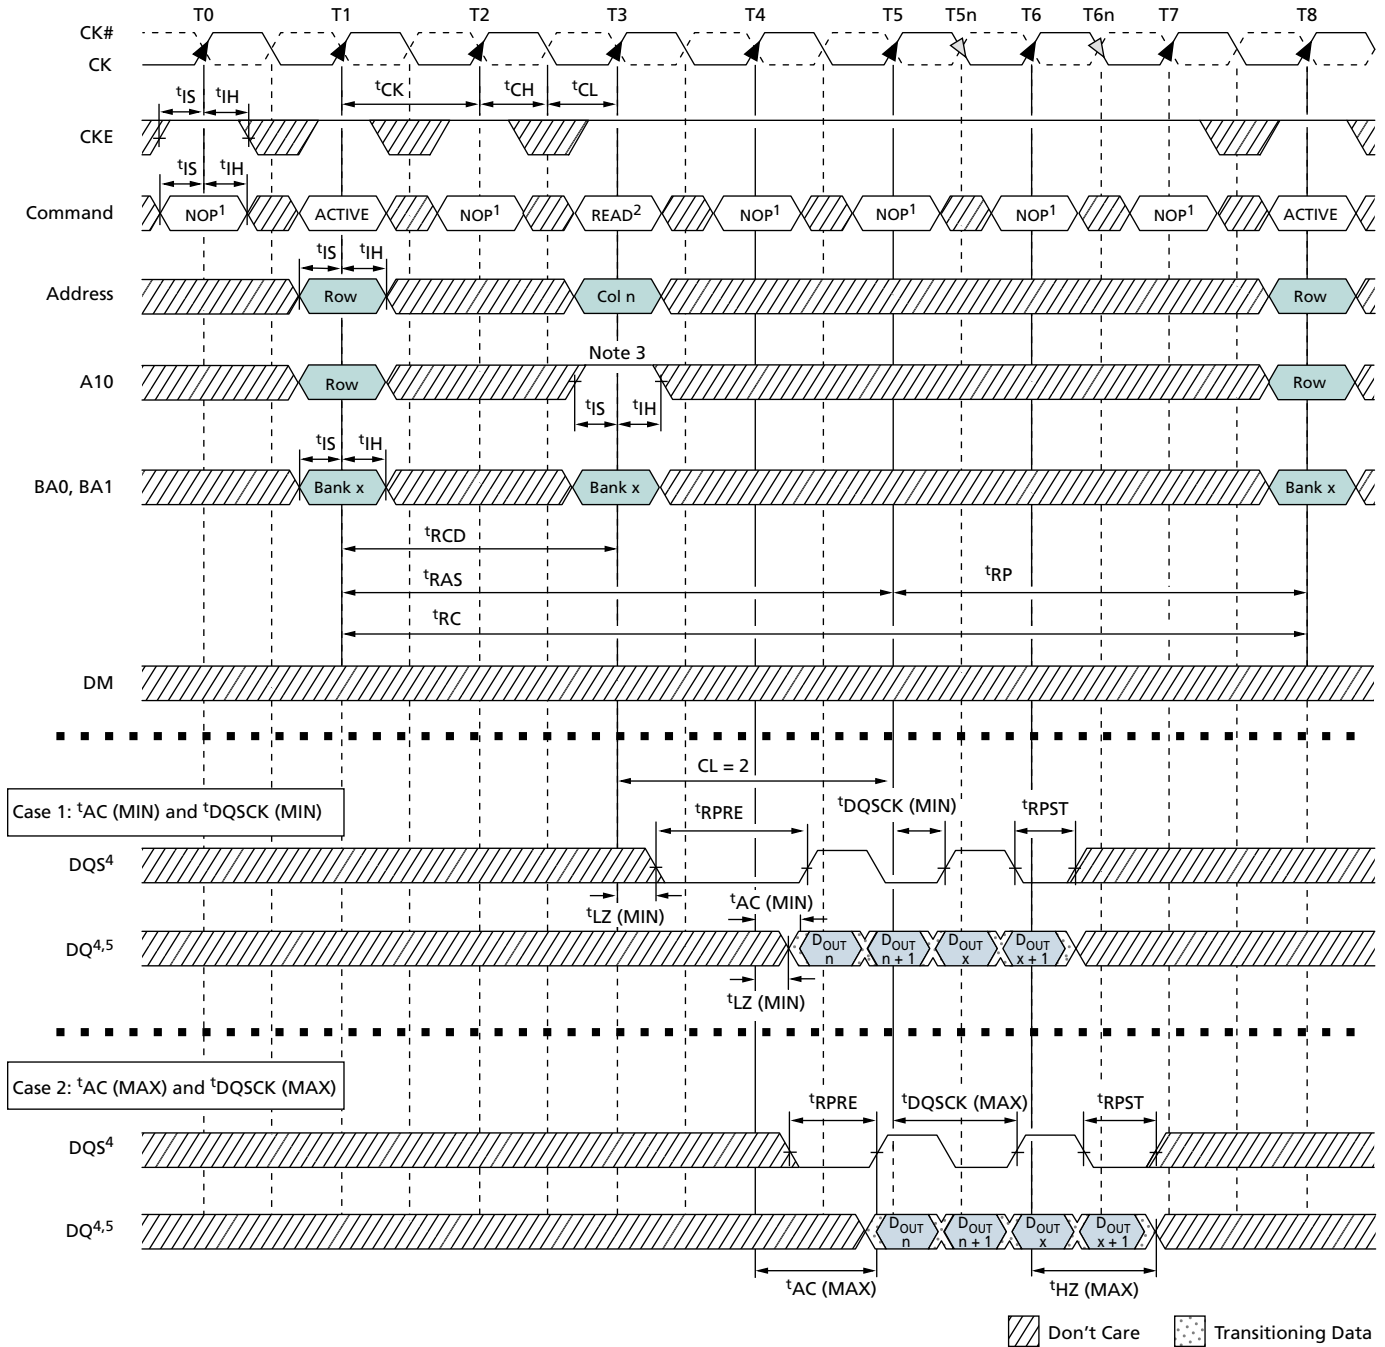 T0 T1 T2 T3 T4 T5 T5n T6 T6n T7 T8
CK#
CK
tIS tIH tCK tCH tCL
CKE
tIS tIH
Command NOP1 ACTIVE NOP1 READ2 NOP1 NOP1 NOP1 NOP1 ACTIVE
tIS tIH
Address Row Col n Row
Note 3
A10 Row Row
tIS tIH
tIS tIH
BA0, BA1 Bank x Bank x Bank x
tRCD
tRAS tRP
tRC
DM
CL = 2
Case 1: tAC (MIN) and tDQSCK (MIN)
tRPRE tDQSCK (MIN) tRPST
DQS4
tLZ (MIN) tAC (MIN)
DQ4,5 DOUT n DOUT n + 1 DOUT x DOUT x + 1
tLZ (MIN)
Case 2: tAC (MAX) and tDQSCK (MAX)
tRPRE tDQSCK (MAX) tRPST
DQS4
DQ4,5 DOUT n DOUT n + 1 DOUT x DOUT x + 1
tAC (MAX) tHZ (MAX)
Don't Care Transitioning Data